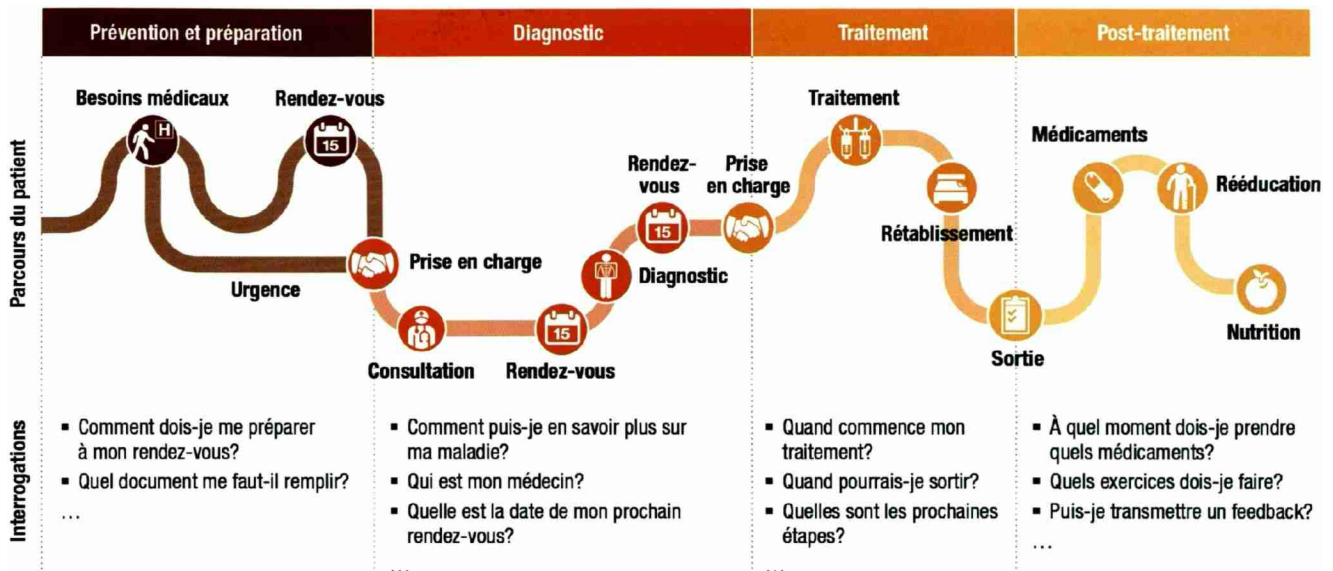 Prévention et préparation
Diagnostic
Traitement
Post-traitement
Parcours du patient
Besoins médicaux
H
Rendez-vous
15
Urgence
Prise en charge
Consultation
Rendez-vous
15
Diagnostic
Rendez-
vous
15
Prise
en charge
Traitement
Rétablissement
Sortie
Médicaments
Rééducation
Nutrition
Interrogations
▪ Comment dois-je me préparer
à mon rendez-vous?
▪ Quel document me faut-il remplir?
…
▪ Comment puis-je en savoir plus sur
ma maladie?
▪ Qui est mon médecin?
▪ Quelle est la date de mon prochain
rendez-vous?
…
▪ Quand commence mon
traitement?
▪ Quand pourrais-je sortir?
▪ Quelles sont les prochaines
étapes?
…
▪ À quel moment dois-je prendre
quels médicaments?
▪ Quels exercices dois-je faire?
▪ Puis-je transmettre un feedback?
…